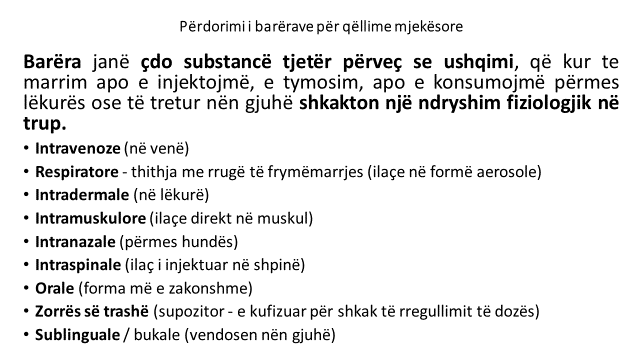 Përdorimi i barërave për qëllime mjekësore
Barëra janë çdo substancë tjetër përveç se ushqimi, që kur te
marrim apo e injektojmë, e tymosim, apo e konsumojmë përmes
lëkurës ose të tretur nën gjuhë shkakton një ndryshim fiziologjik në
trup.
• Intravenoze (në venë)
• Respiratore - thithja me rrugë të frymëmarrjes (ilaçe në formë aerosole)
• Intradermale (në lëkurë)
• Intramuskulore (ilaçe direkt në muskul)
• Intranazale (përmes hundës)
• Intraspinale (ilaç i injektuar në shpinë)
• Orale (forma më e zakonshme)
• Zorrës së trashë (supozitor - e kufizuar për shkak të rregullimit të dozës)
• Sublinguale / bukale (vendosen nën gjuhë)